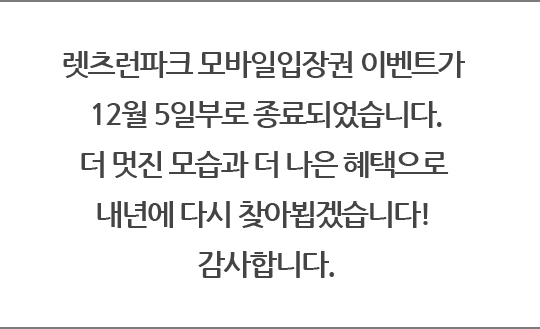 렛츠런파크 모바일입장권 이벤트가
12월 5일부로 종료되었습니다.
더 멋진 모습과 더 나은 혜택으로
내년에 다시 찾아뵙겠습니다!
감사합니다.